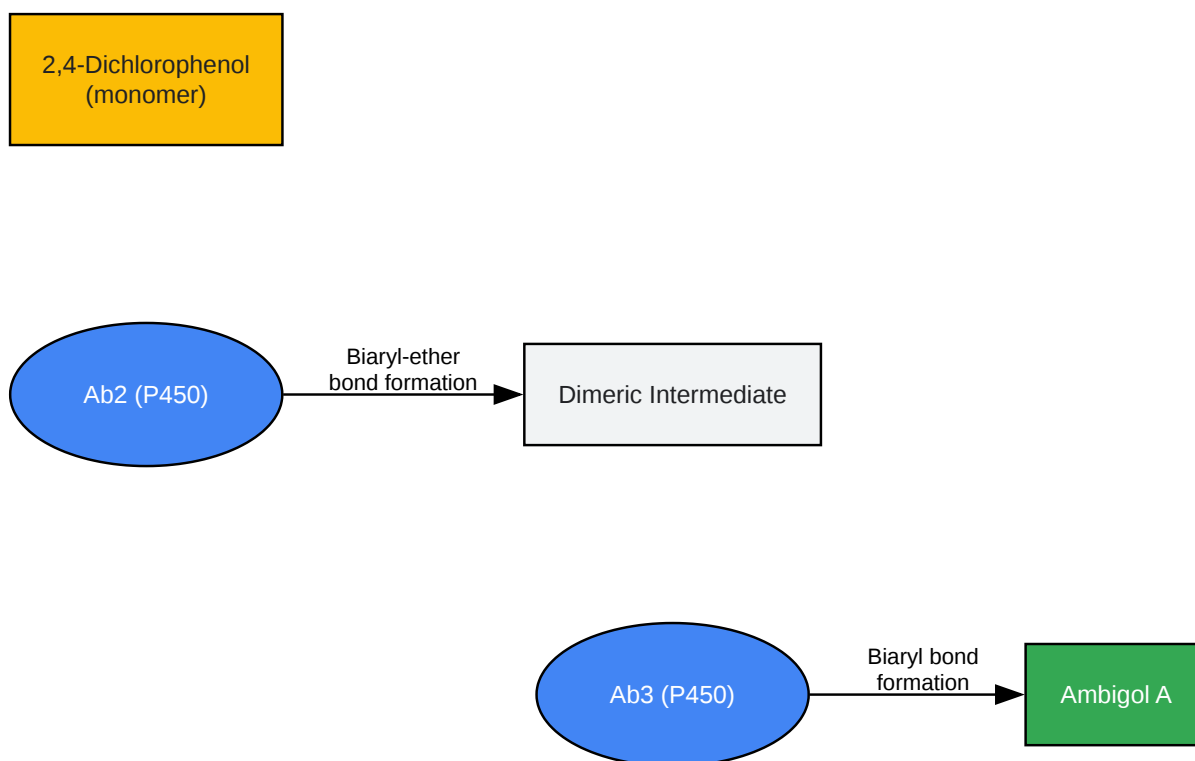 2,4-Dichlorophenol
(monomer)
Ab2 (P450)
Biaryl-ether
bond formation
Dimeric Intermediate
Ab3 (P450)
Biaryl bond
formation
Ambigol A